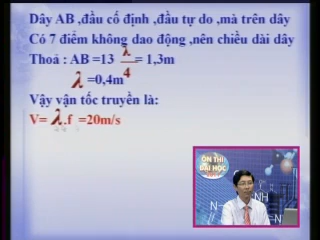 Dây AB ,đầu cố định ,đầu tự do ,mà trên dây
Có 7 điểm không dao động ,nên chiều dài dây
Thoả : AB =13 λ/4 = 1,3m
λ =0,4m
Vậy vận tốc truyền là:
V= λ.f =20m/s
ÔN THI
ĐẠI HỌC
NH
N